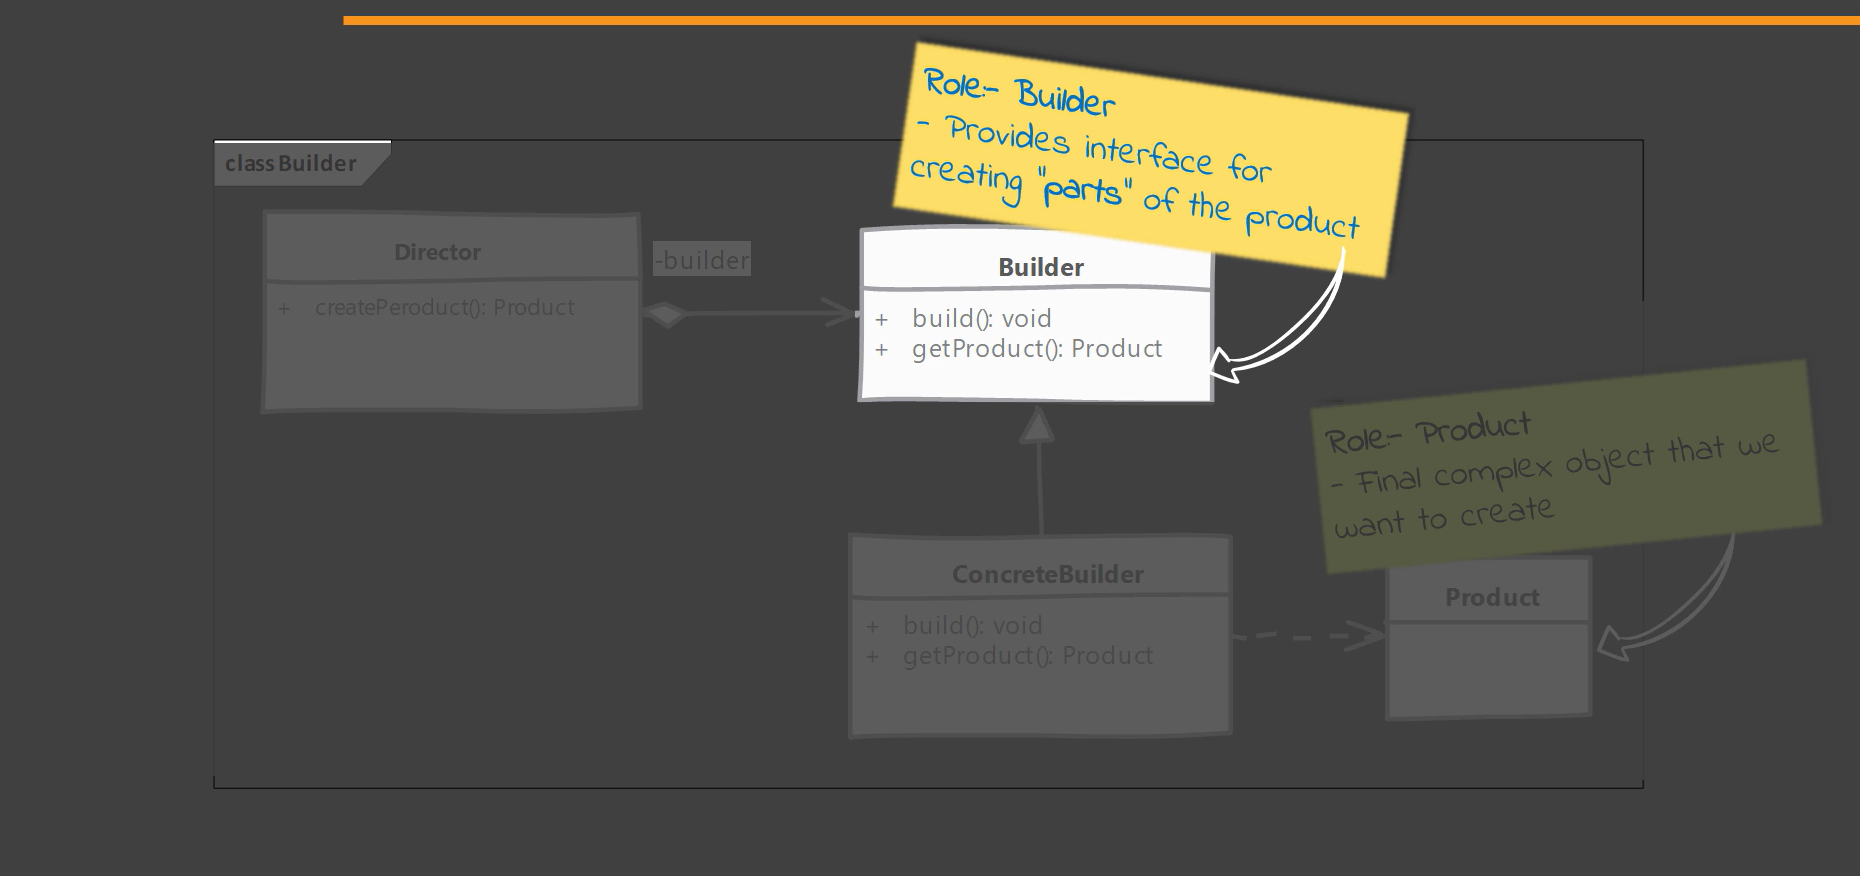 Role:- Builder
- Provides interface for
creating "parts" of the product
class Builder
Director
+ createPeroduct(): Product
-builder
Builder
+ build(): void
+ getProduct(): Product
Role:- Product
- Final complex object that we
want to create
ConcreteBuilder
+ build(): void
+ getProduct(): Product
Product